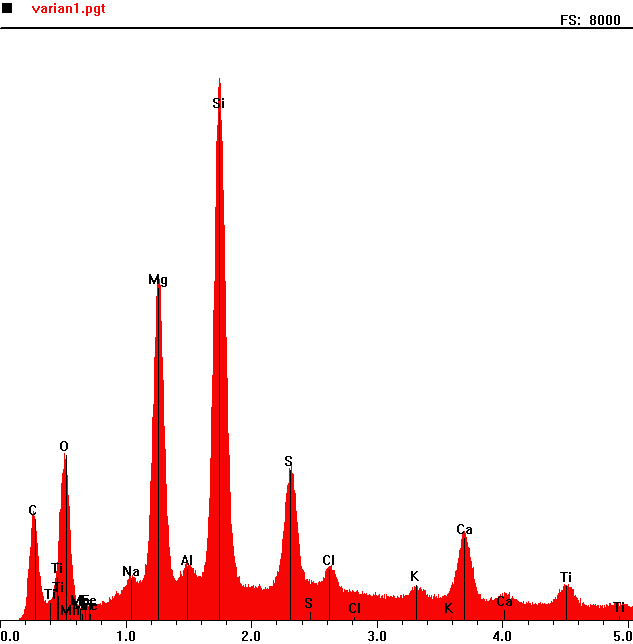 varian1.pgt
FS: 8000
Si
Mg
O
S
C
Ca
Ti
Na
Al
Cl
K
Ti
Ti
Ti
S
Cl
K
Ca
Ti
0.0 1.0 2.0 3.0 4.0 5.0